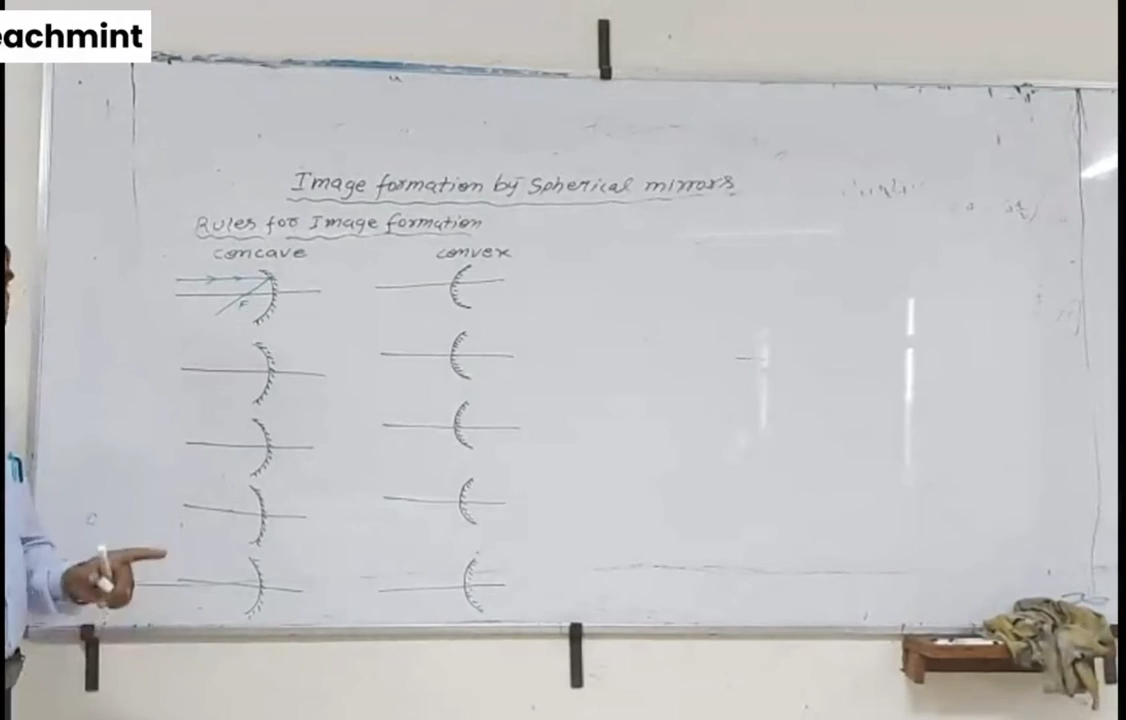 eachmint
Image formation by Spherical mirrors
Rules for Image formation
concave convex
F